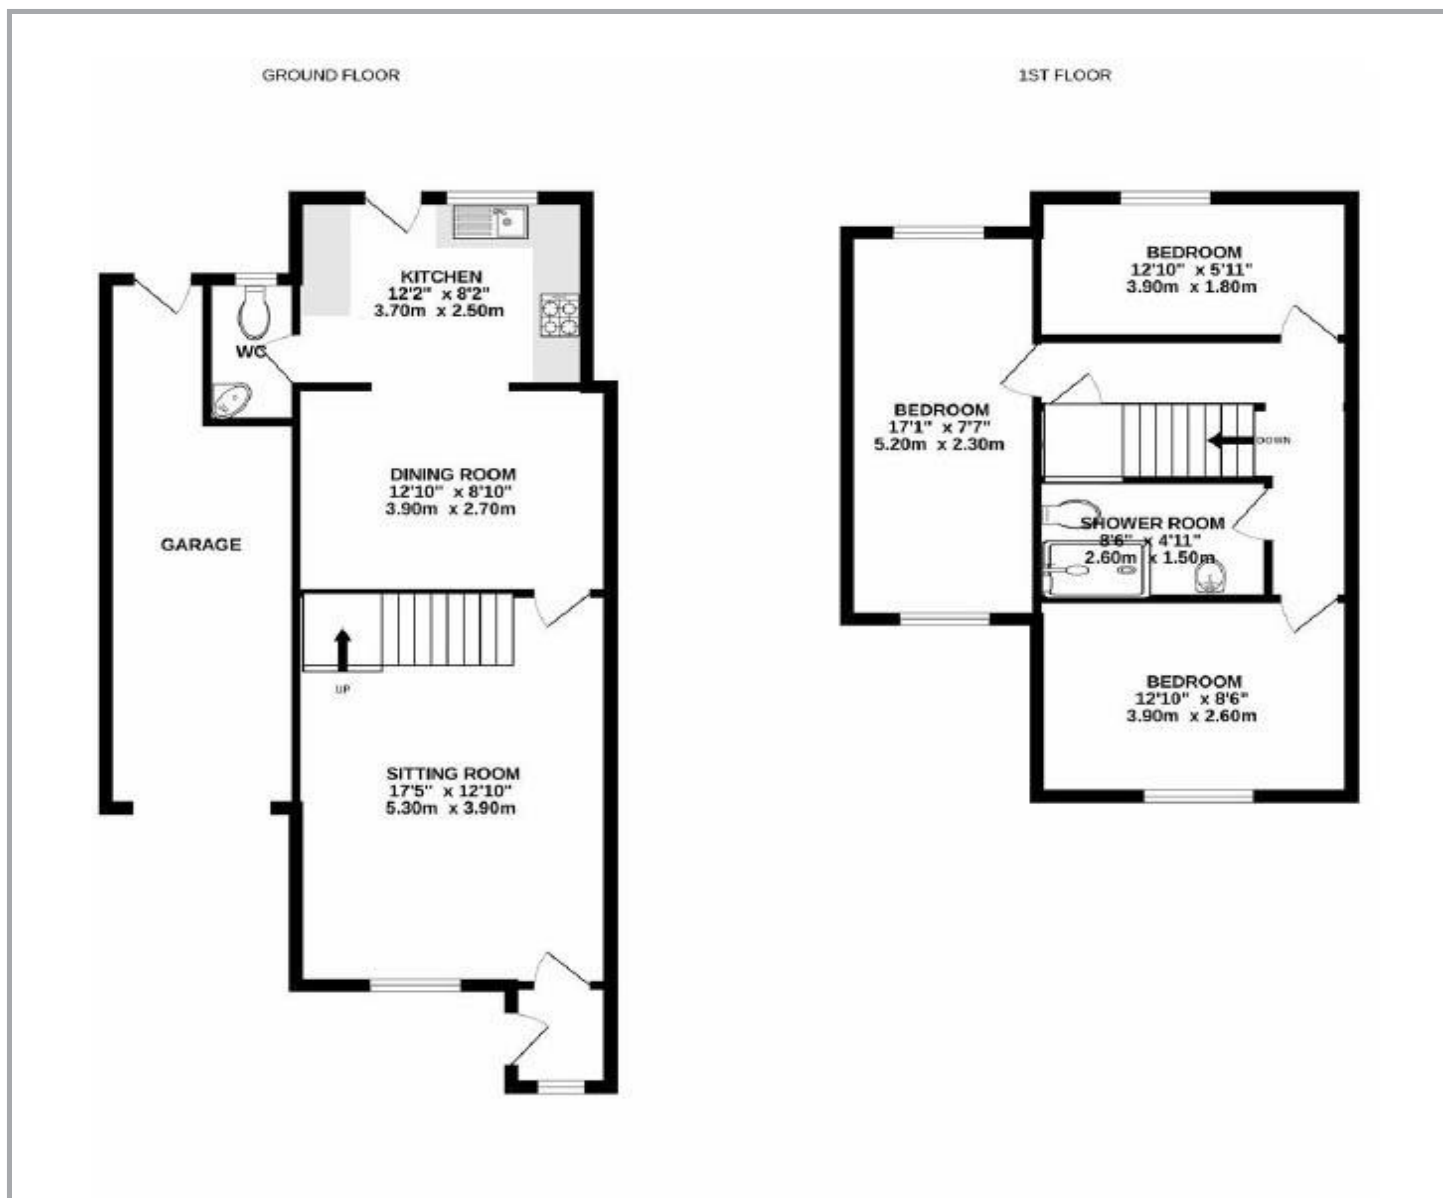 GROUND FLOOR
KITCHEN
12'2" x 8'2"
3.70m x 2.50m
WC
DINING ROOM
12'10" x 8'10"
3.90m x 2.70m
GARAGE
UP
SITTING ROOM
17'5" x 12'10"
5.30m x 3.90m
1ST FLOOR
BEDROOM
12'10" x 5'11"
3.90m x 1.80m
BEDROOM
17'1" x 7'7"
5.20m x 2.30m
DOWN
SHOWER ROOM
8'6" x 4'11"
2.60m x 1.50m
BEDROOM
12'10" x 8'6"
3.90m x 2.60m